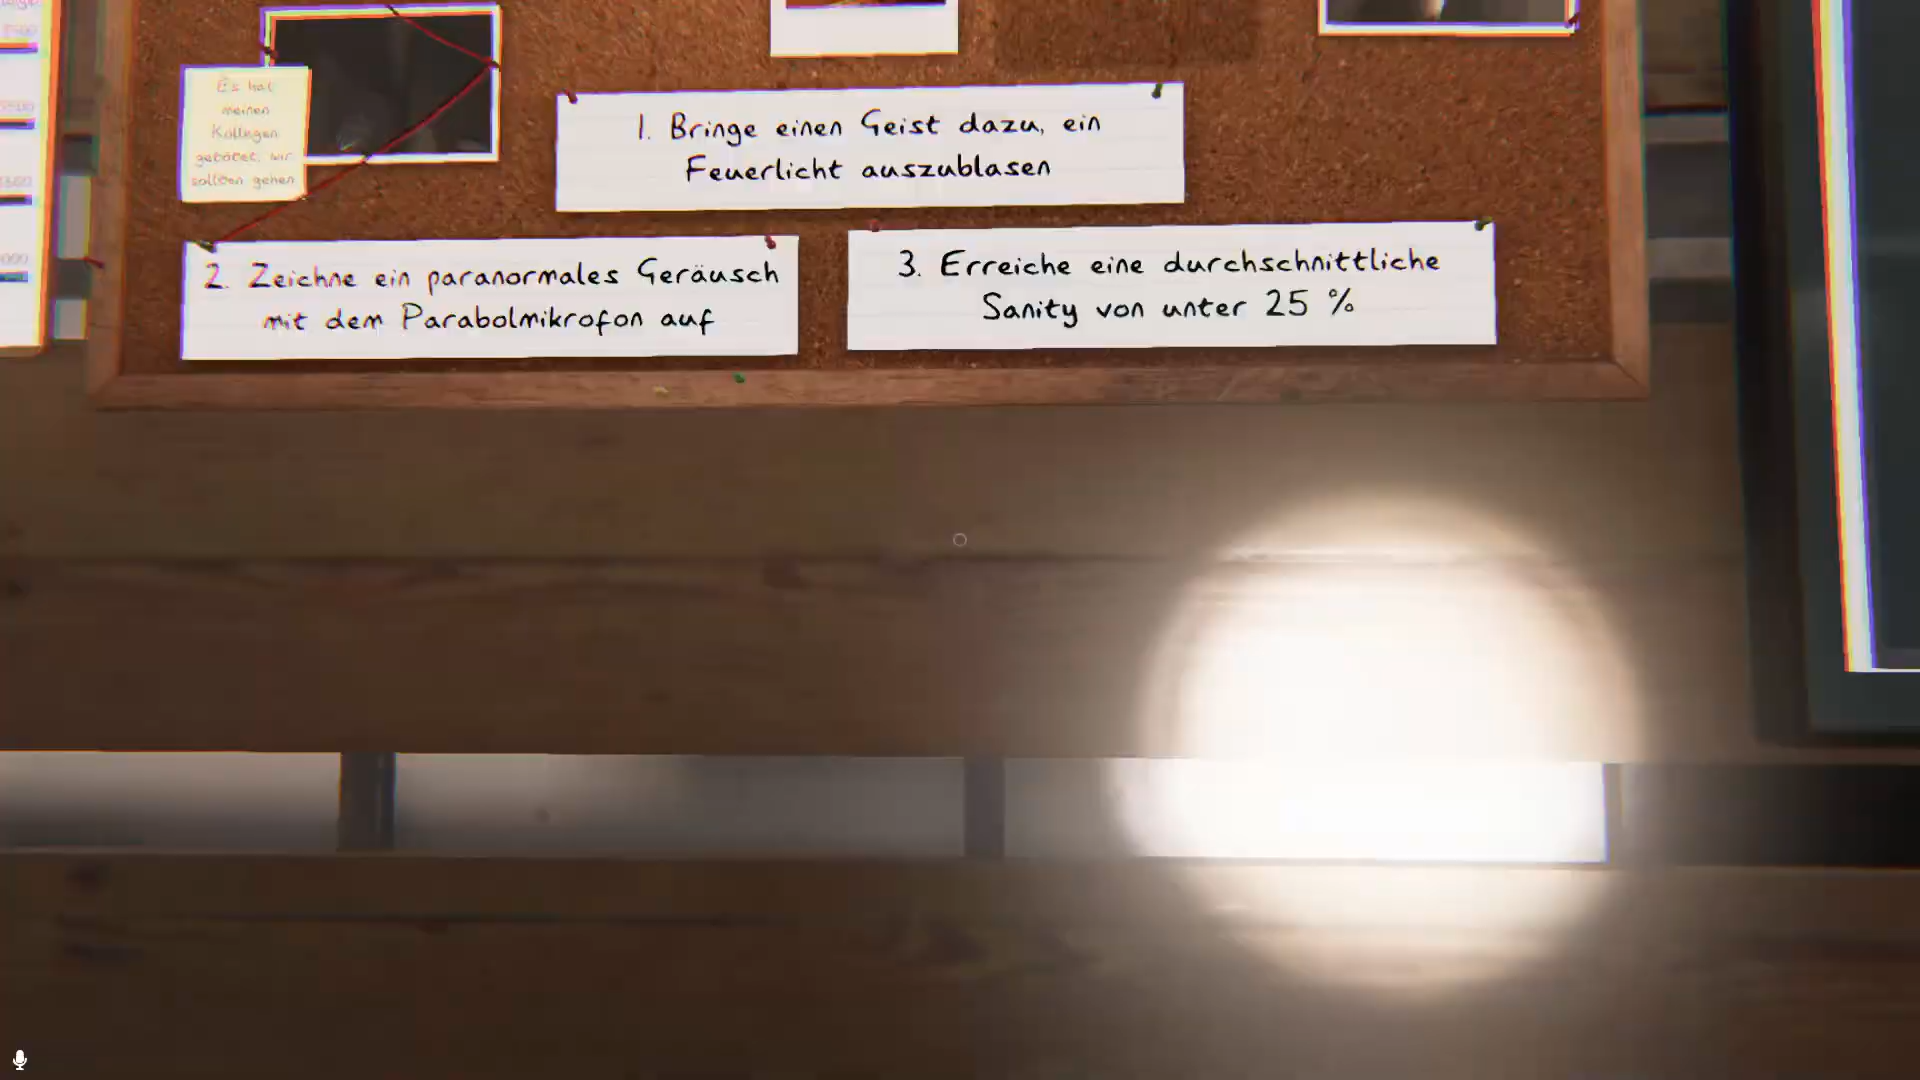 Es hat
meinen
Kollegen
getötet, wir
sollten gehen
1. Bringe einen Geist dazu, ein
Feuerlicht auszublasen
2. Zeichne ein paranormales Geräusch
mit dem Parabolmikrofon auf
3. Erreiche eine durchschnittliche
Sanity von unter 25 %